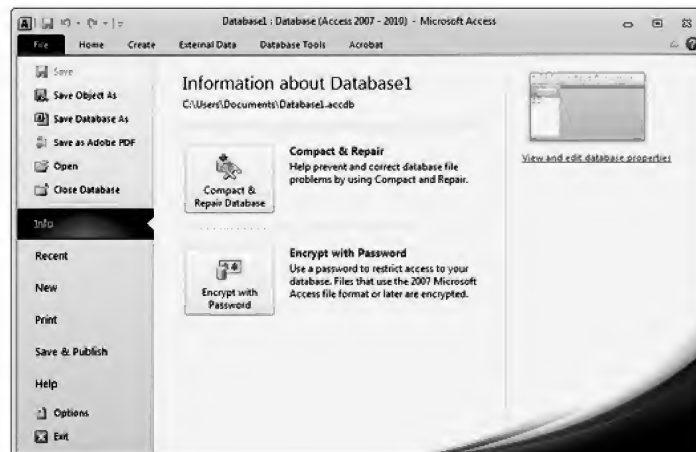 Database1 : Database (Access 2007 - 2010) - Microsoft Access
File Home Create External Data Database Tools Acrobat
Save
Save Object As
Save Database As
Save as Adobe PDF
Open
Close Database
Info
Recent
New
Print
Save & Publish
Help
Options
Exit
Information about Database1
C:\Users\Documents\Database1.accdb
Compact &
Repair Database
Compact & Repair
Help prevent and correct database file
problems by using Compact and Repair.
Encrypt with
Password
Encrypt with Password
Use a password to restrict access to your
database. Files that use the 2007 Microsoft
Access file format or later are encrypted.
View and edit database properties